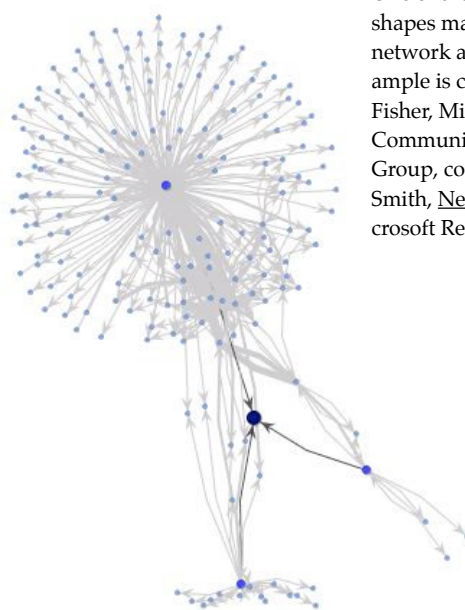 shapes ma
network a
ample is c
Fisher, Mi
Communi
Group, co
Smith, Ne
crosoft Re